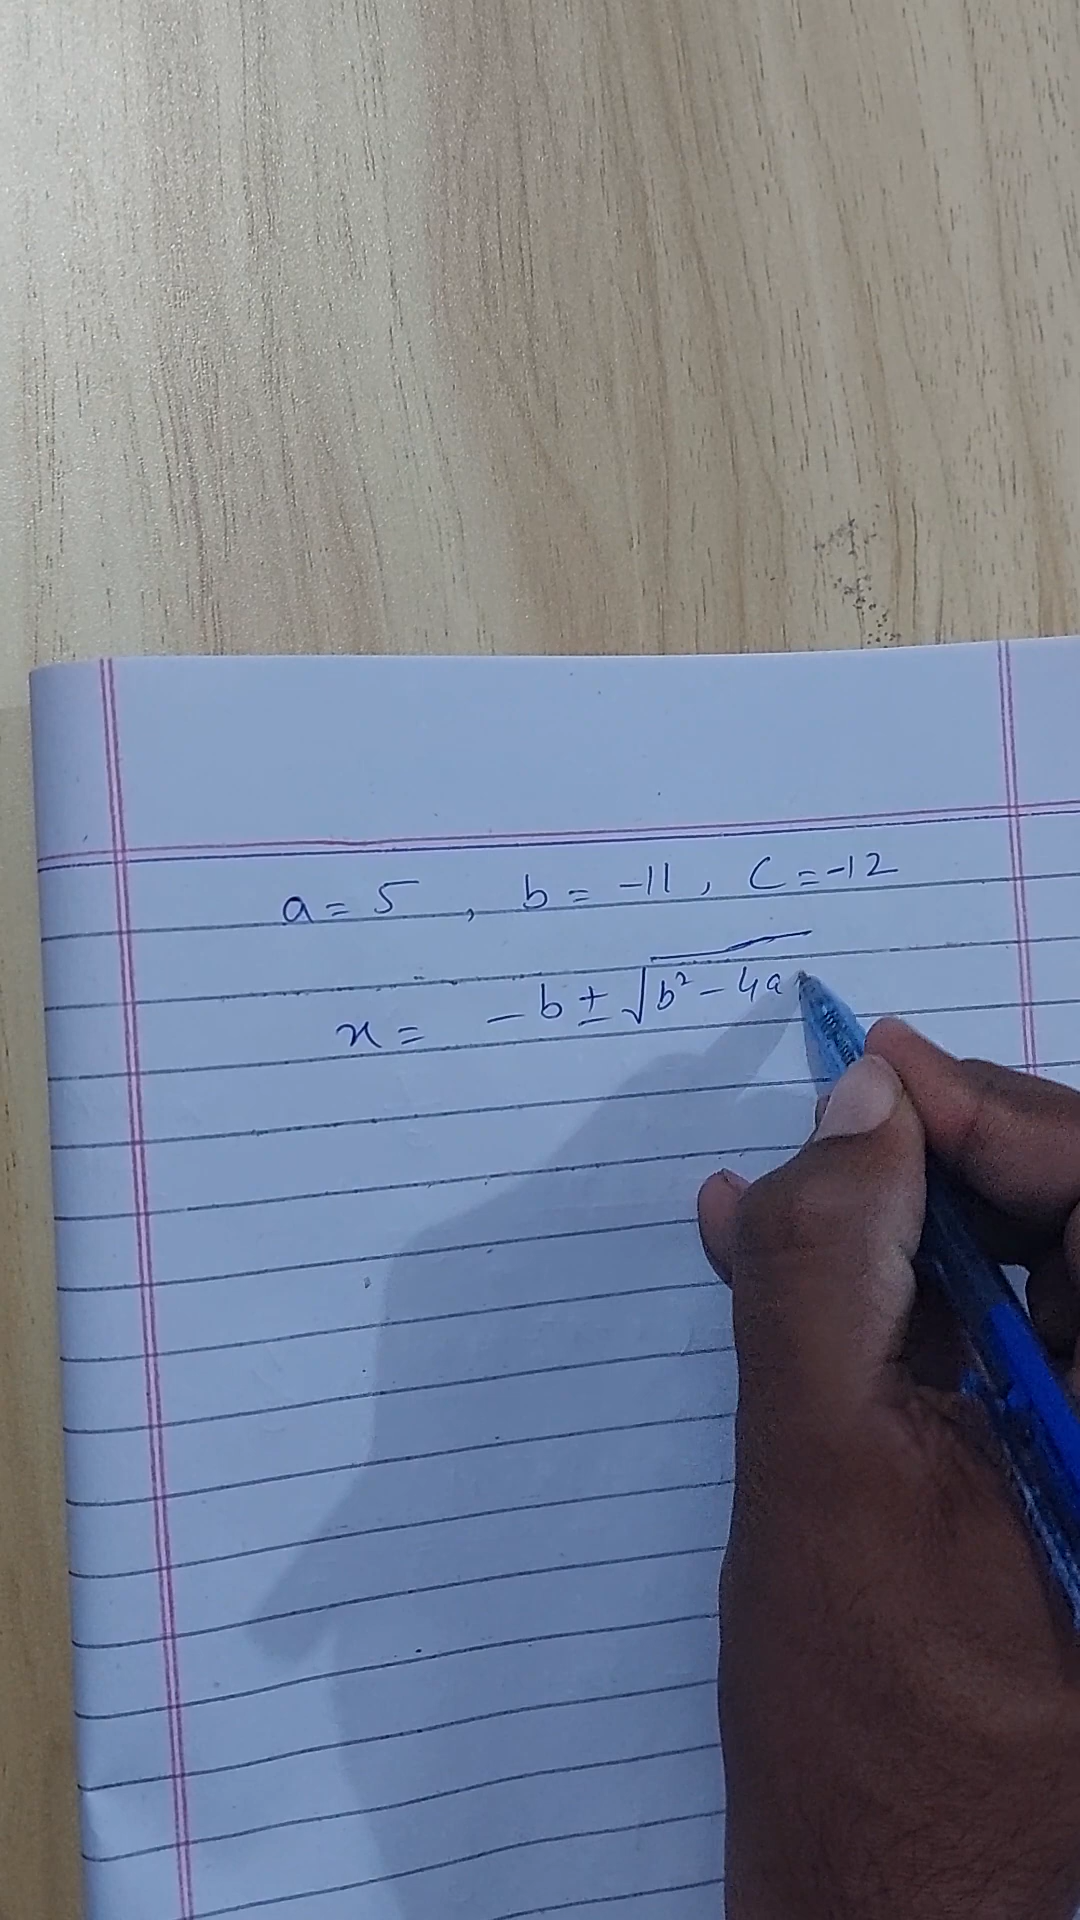 a = 5 , b = -11 , c = -12
x = - b ± √b² - 4a